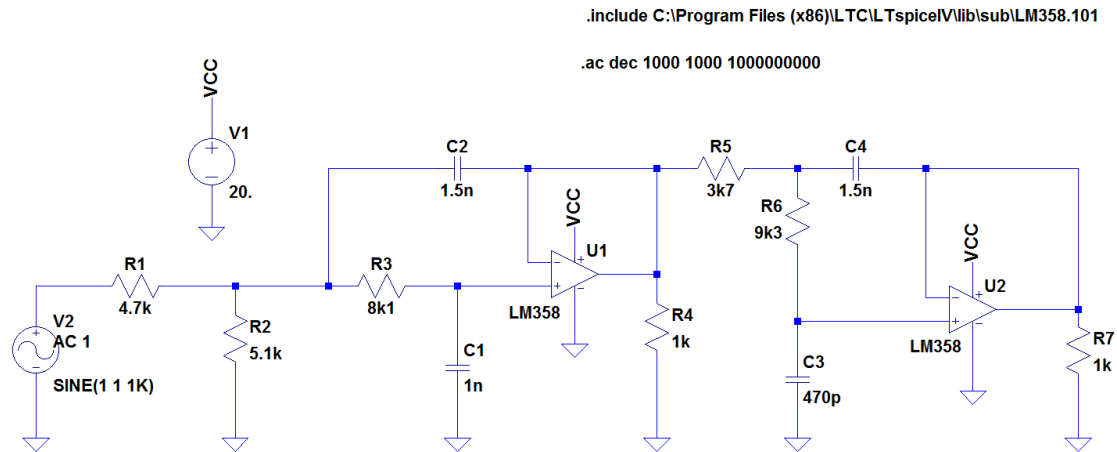 .include C:\Program Files (x86)\LTC\LTspiceIV\lib\sub\LM358.101
.ac dec 1000 1000 1000000000
VCC
V1
20.
C2
1.5n
R5
3k7
C4
1.5n
R6
9k3
VCC
U1
LM358
VCC
U2
LM358
R1
4.7k
R3
8k1
V2
AC 1
SINE(1 1 1K)
R2
5.1k
C1
1n
R4
1k
C3
470p
R7
1k
+
−
+
−
−
+
+
−
−
+
+
−